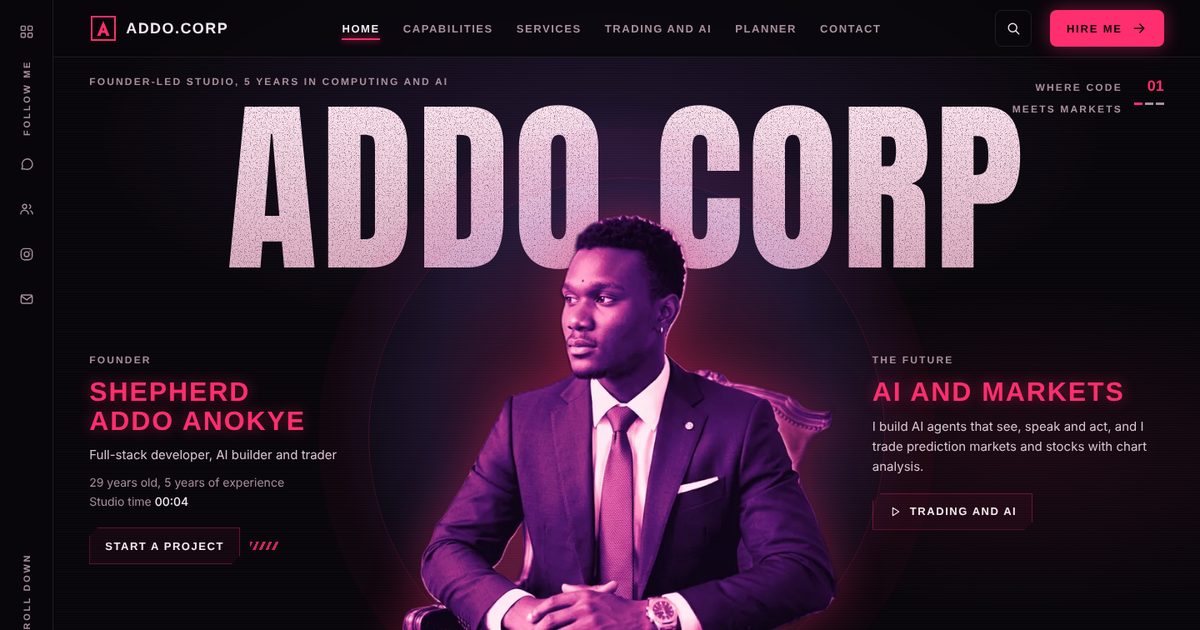 ADDO.CORP
HOME CAPABILITIES SERVICES TRADING AND AI PLANNER CONTACT
HIRE ME
FOLLOW ME
FOUNDER-LED STUDIO, 5 YEARS IN COMPUTING AND AI
WHERE CODE 01
MEETS MARKETS
ADDO CORP
FOUNDER
SHEPHERD
ADDO ANOKYE
Full-stack developer, AI builder and trader
29 years old, 5 years of experience
Studio time 00:04
START A PROJECT
THE FUTURE
AI AND MARKETS
I build AI agents that see, speak and act, and I
trade prediction markets and stocks with chart
analysis.
TRADING AND AI
ROLL DOWN